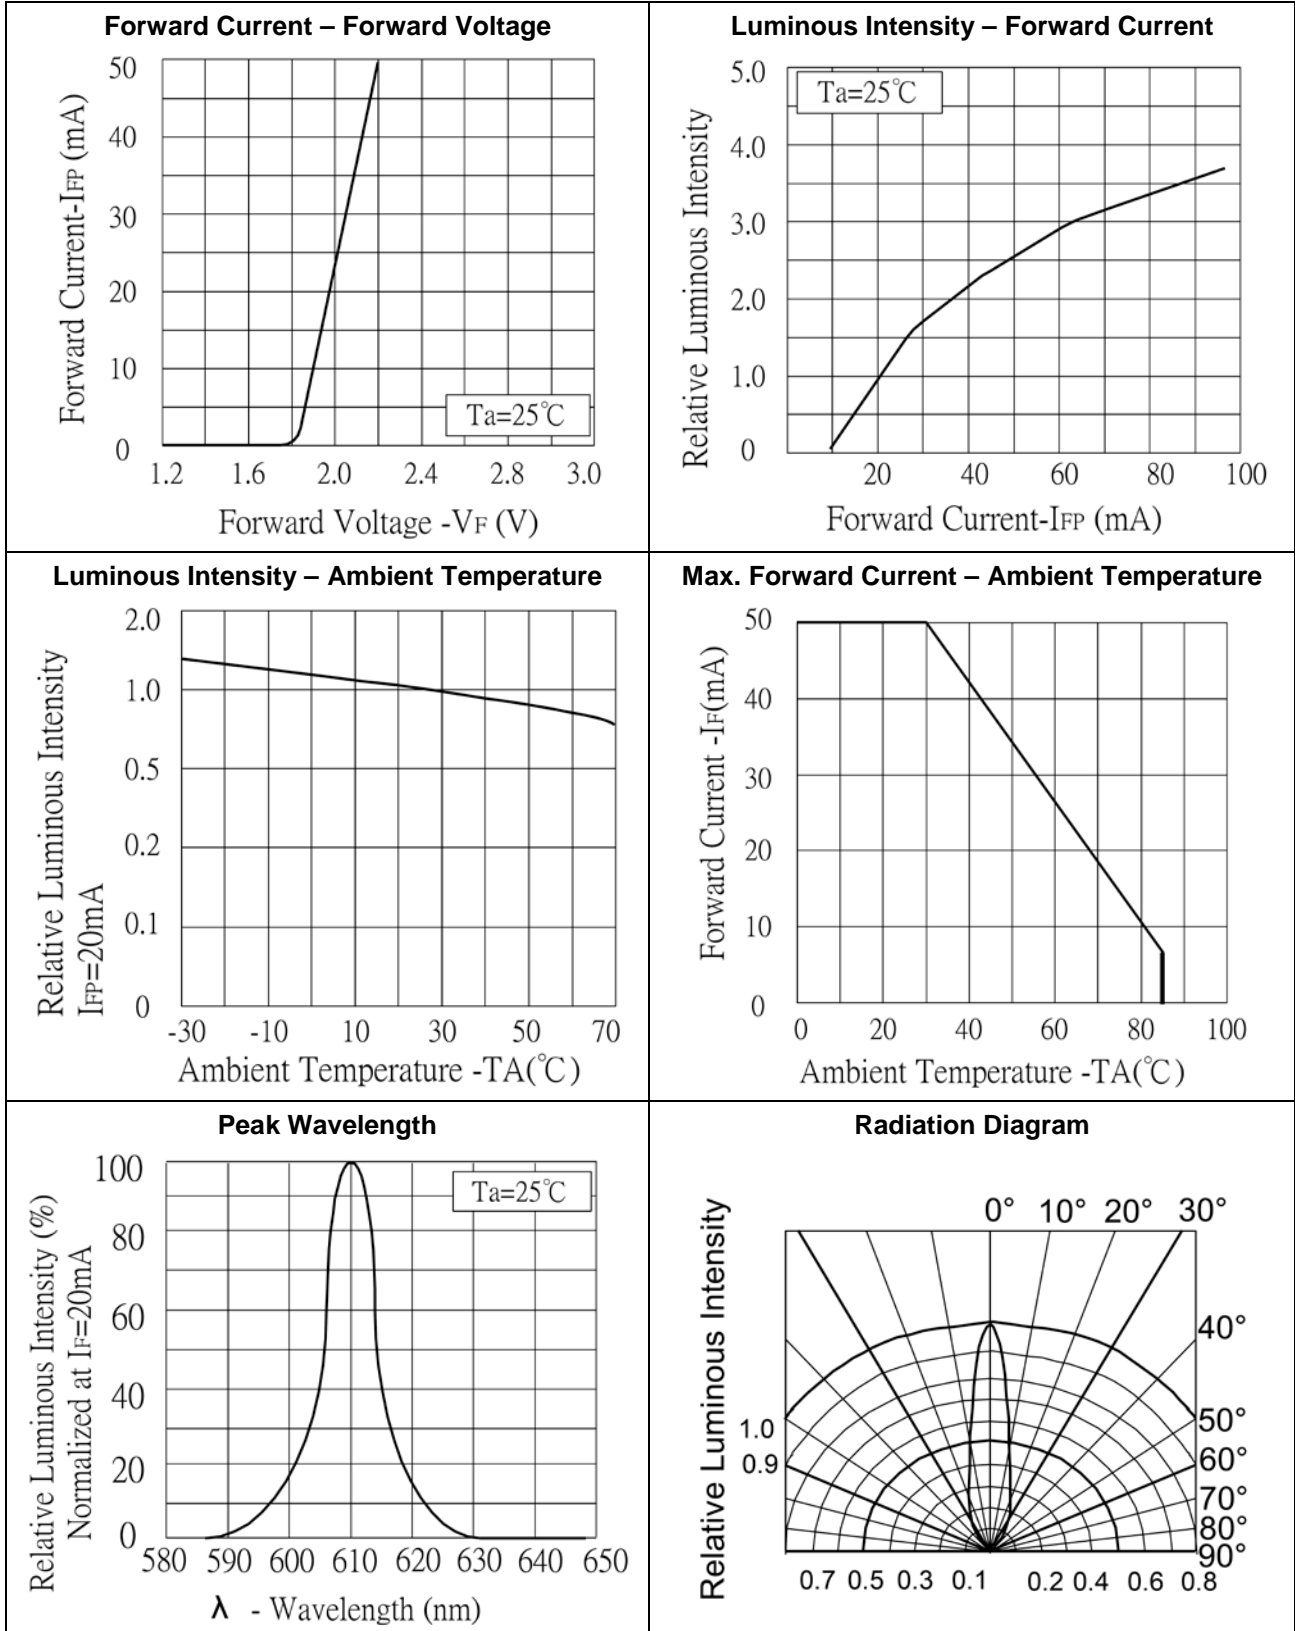 Forward Current – Forward Voltage
50
40
30
20
10
0
Forward Current-IFP (mA)
Ta=25℃
1.2 1.6 2.0 2.4 2.8 3.0
Forward Voltage -VF (V)
Luminous Intensity – Forward Current
5.0
4.0
3.0
2.0
1.0
0
Relative Luminous Intensity
Ta=25℃
20 40 60 80 100
Forward Current-IFP (mA)
Luminous Intensity – Ambient Temperature
2.0
1.0
0.5
0.2
0.1
0
Relative Luminous Intensity
IFP=20mA
-30 -10 10 30 50 70
Ambient Temperature -TA(℃)
Max. Forward Current – Ambient Temperature
50
40
30
20
10
0
Forward Current -IF(mA)
0 20 40 60 80 100
Ambient Temperature -TA(℃)
Peak Wavelength
100
80
60
40
20
0
Relative Luminous Intensity (%)
Normalized at IF=20mA
Ta=25℃
580 590 600 610 620 630 640 650
λ - Wavelength (nm)
Radiation Diagram
Relative Luminous Intensity
0° 10° 20° 30°
40°
50°
60°
70°
80°
90°
1.0
0.9
0.7 0.5 0.3 0.1 0.2 0.4 0.6 0.8